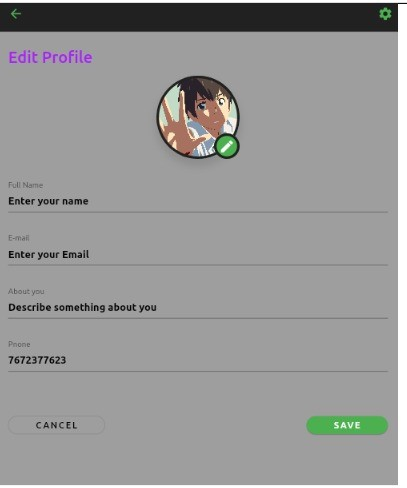 Edit Profile
Full Name
Enter your name
E-mail
Enter your Email
About you
Describe something about you
Phone
7672377623
CANCEL
SAVE